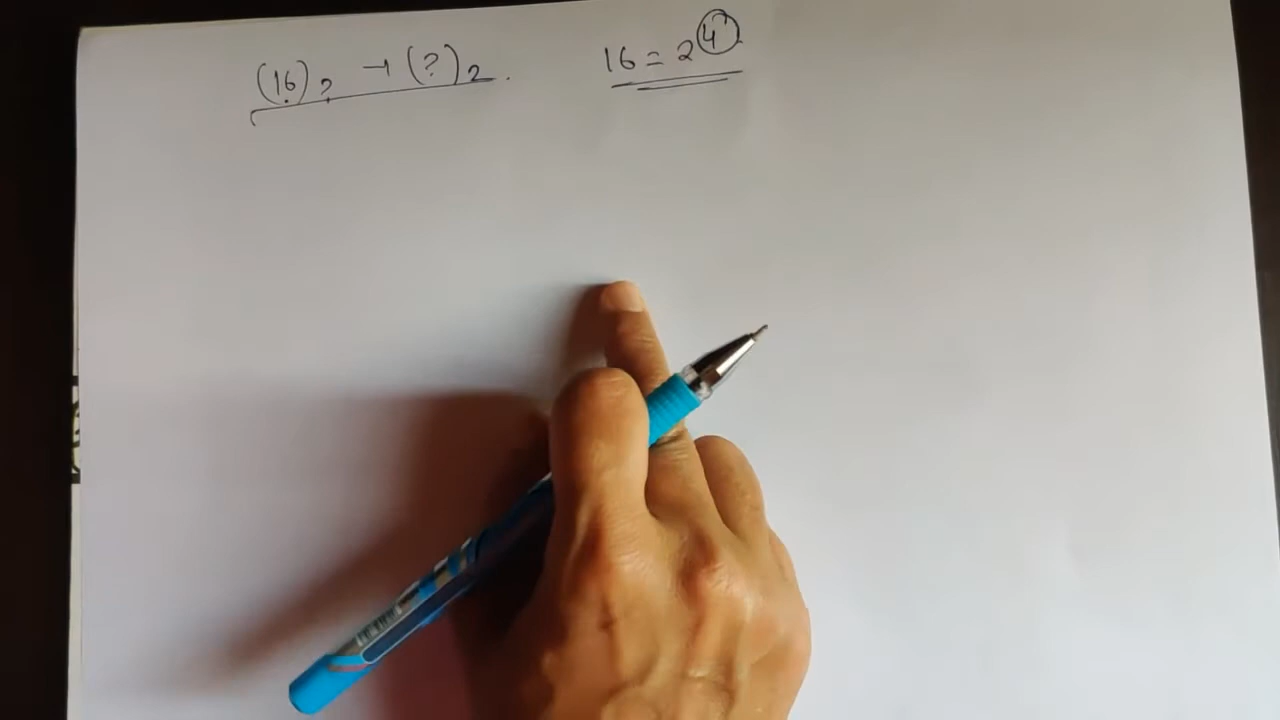 (16)? → (?)2. 16 = 2^4